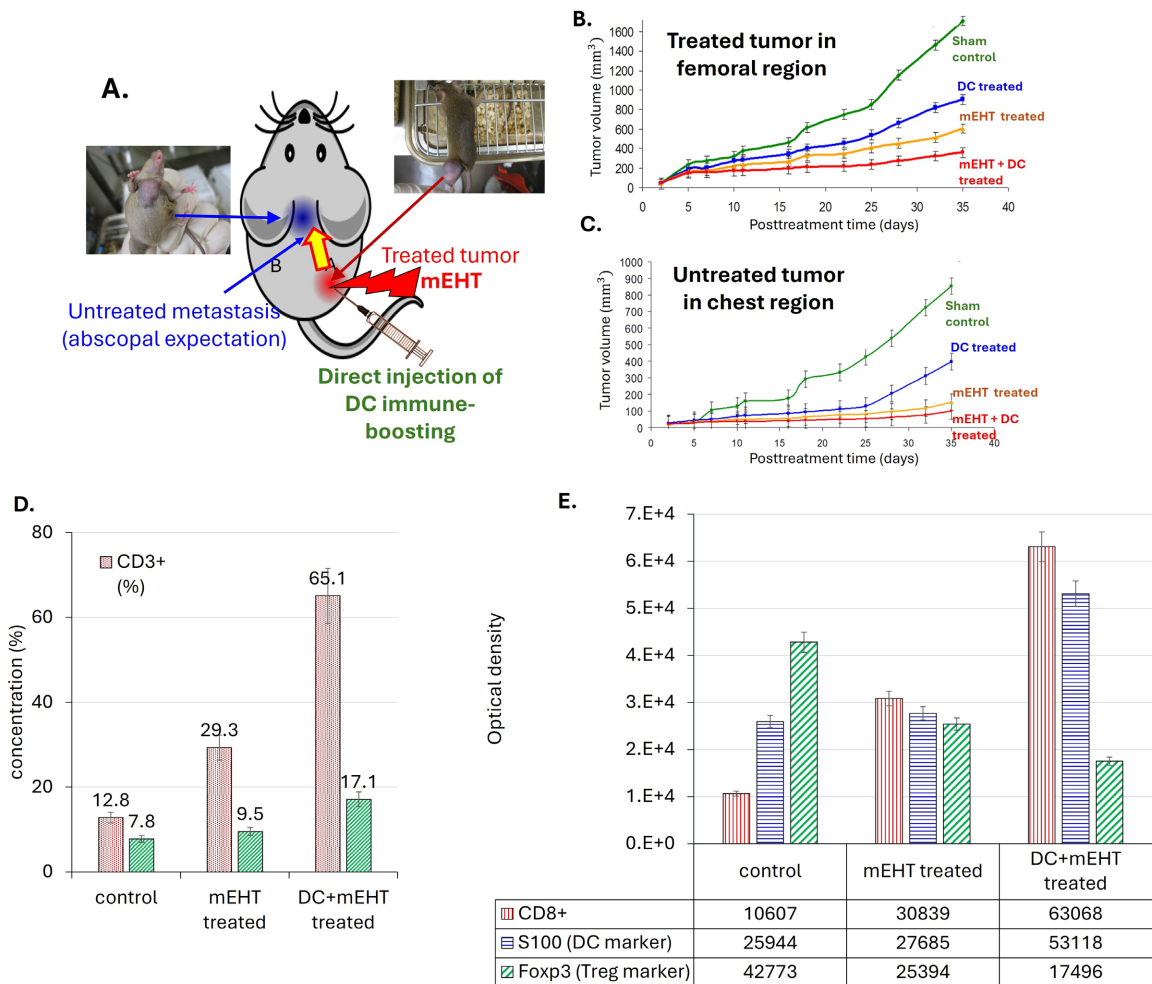 A.
B
A
Treated tumor
mEHT
Untreated metastasis
(abscopal expectation)
Direct injection of
DC immune-
boosting
B.
Treated tumor in
femoral region
Tumor volume (mm³)
1600
1400
1200
1000
800
600
400
200
0
0 5 10 15 20 25 30 35 40
Posttreatment time (days)
Sham
control
DC treated
mEHT treated
mEHT + DC
treated
C.
Untreated tumor
in chest region
Tumor volume (mm³)
1000
900
800
700
600
500
400
300
200
100
0
0 5 10 15 20 25 30 35 40
Posttreatment time (days)
Sham
control
DC treated
mEHT treated
mEHT + DC
treated
D.
concentration (%)
80
60
40
20
0
CD3+
(%)
12.8
7.8
29.3
9.5
65.1
17.1
control
mEHT
treated
DC+mEHT
treated
E.
Optical density
7.E+4
6.E+4
5.E+4
4.E+4
3.E+4
2.E+4
1.E+4
0.E+0
control mEHT treated DC+mEHT
treated
CD8+ 10607 30839 63068
S100 (DC marker) 25944 27685 53118
Foxp3 (Treg marker) 42773 25394 17496